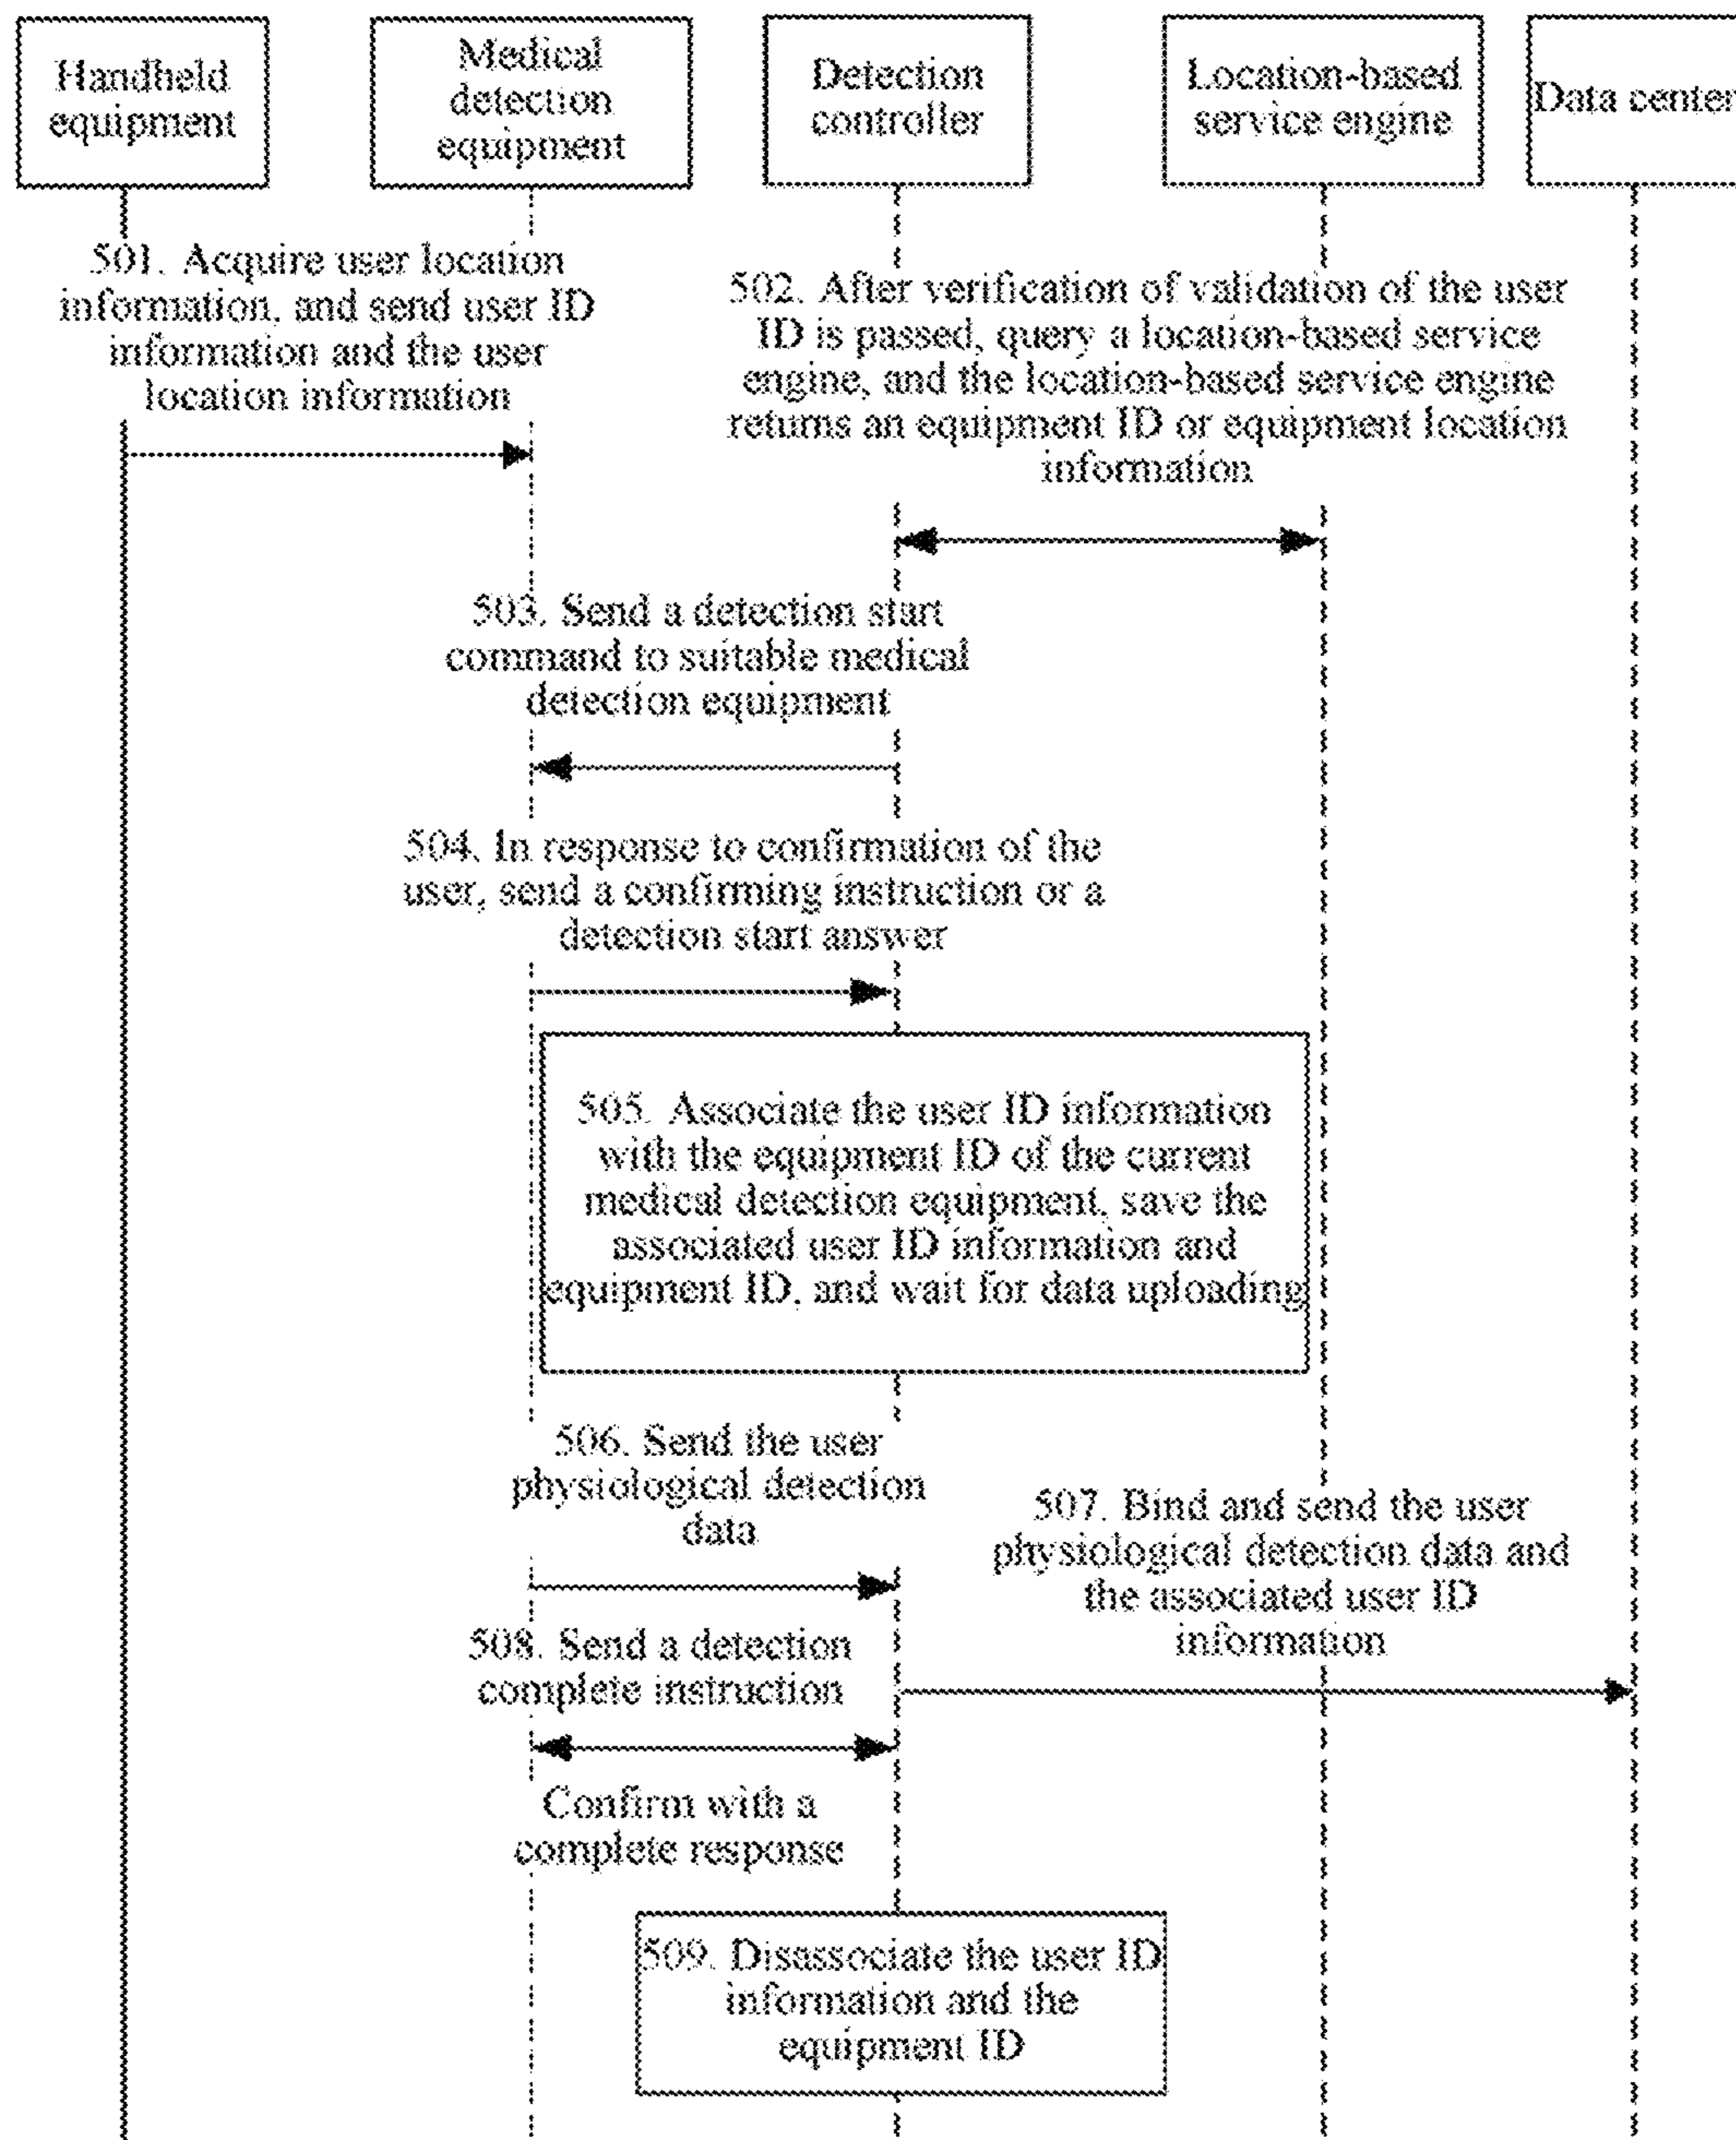 Handheld
equipment
Medical
detection
equipment
Detection
controller
Location-based
service engine
Data center
501. Acquire user location
information, and send user ID
information and the user
location information
502. After verification of validation of the user
ID is passed, query a location-based service
engine, and the location-based service engine
returns an equipment ID or equipment location
information
503. Send a detection start
command to suitable medical
detection equipment
504. In response to confirmation of the
user, send a confirming instruction or a
detection start answer
505. Associate the user ID information
with the equipment ID of the current
medical detection equipment, save the
associated user ID information and
equipment ID, and wait for data uploading
506. Send the user
physiological detection
data
507. Bind and send the user
physiological detection data and
the associated user ID
information
508. Send a detection
complete instruction
Confirm with a
complete response
509. Disassociate the user ID
information and the
equipment ID